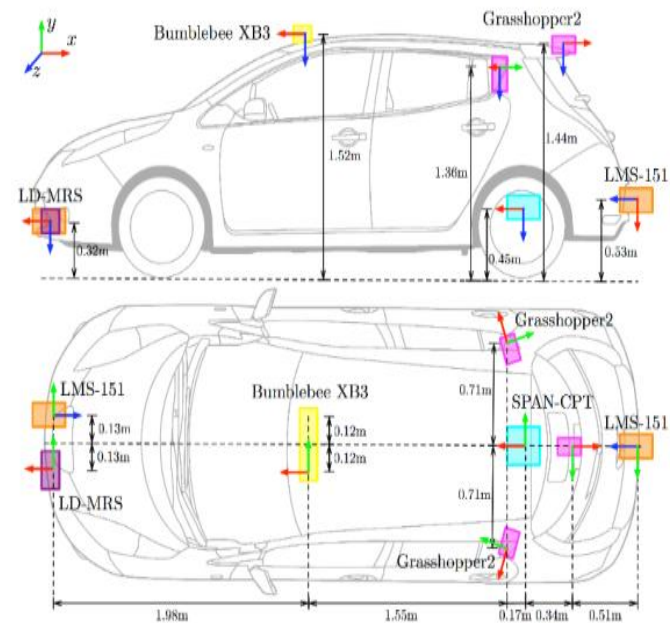 y
x
z
Bumblebee XB3
Grasshopper2
1.52m
1.36m
1.44m
LMS-151
LD-MRS
0.32m
0.45m
0.53m
Grasshopper2
LMS-151
Bumblebee XB3
0.71m
SPAN-CPT
LMS-151
0.13m
0.12m
0.13m
0.12m
LD-MRS
0.71m
Grasshopper2
1.98m
1.55m
0.17m
0.34m
0.51m